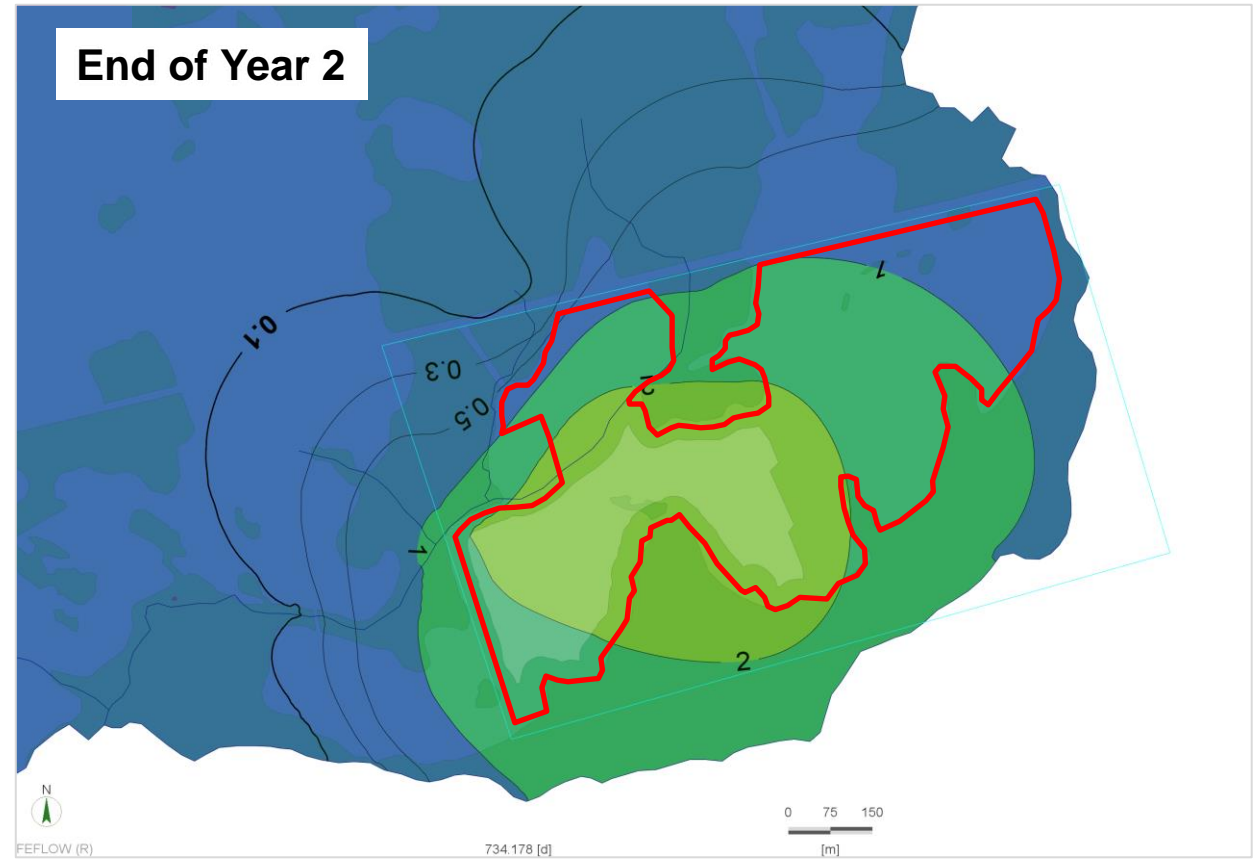 End of Year 2
0.1
0.3
0.5
1
2
1
2
N
FEFLOW (R)
734.178 [d]
0 75 150
[m]